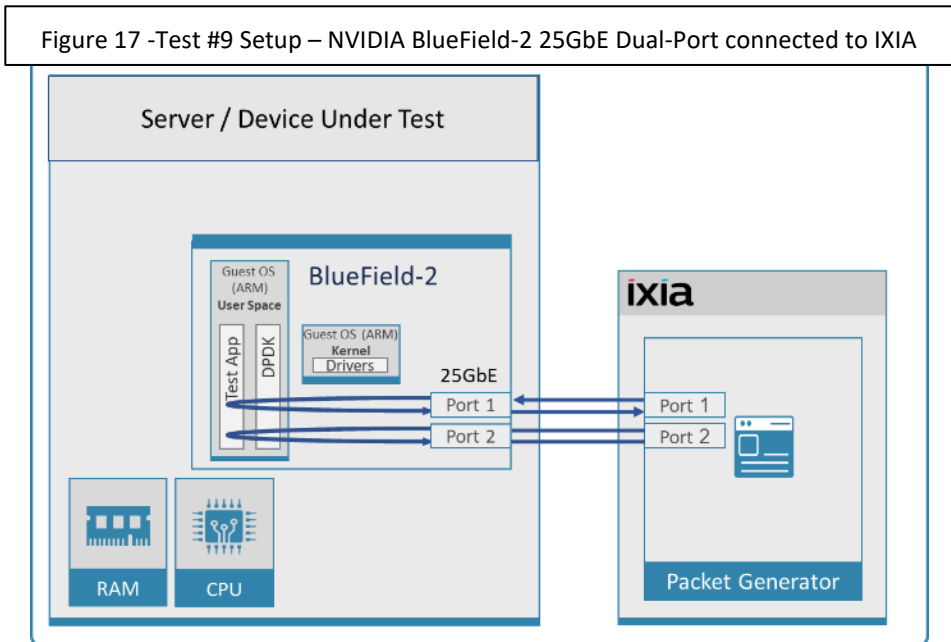 Figure 17 -Test #9 Setup – NVIDIA BlueField-2 25GbE Dual-Port connected to IXIA
Server / Device Under Test
Guest OS
(ARM)
User Space
Test App
DPDK
BlueField-2
Guest OS (ARM)
Kernel
Drivers
25GbE
Port 1
Port 2
ixia
Port 1
Port 2
Packet Generator
RAM
CPU